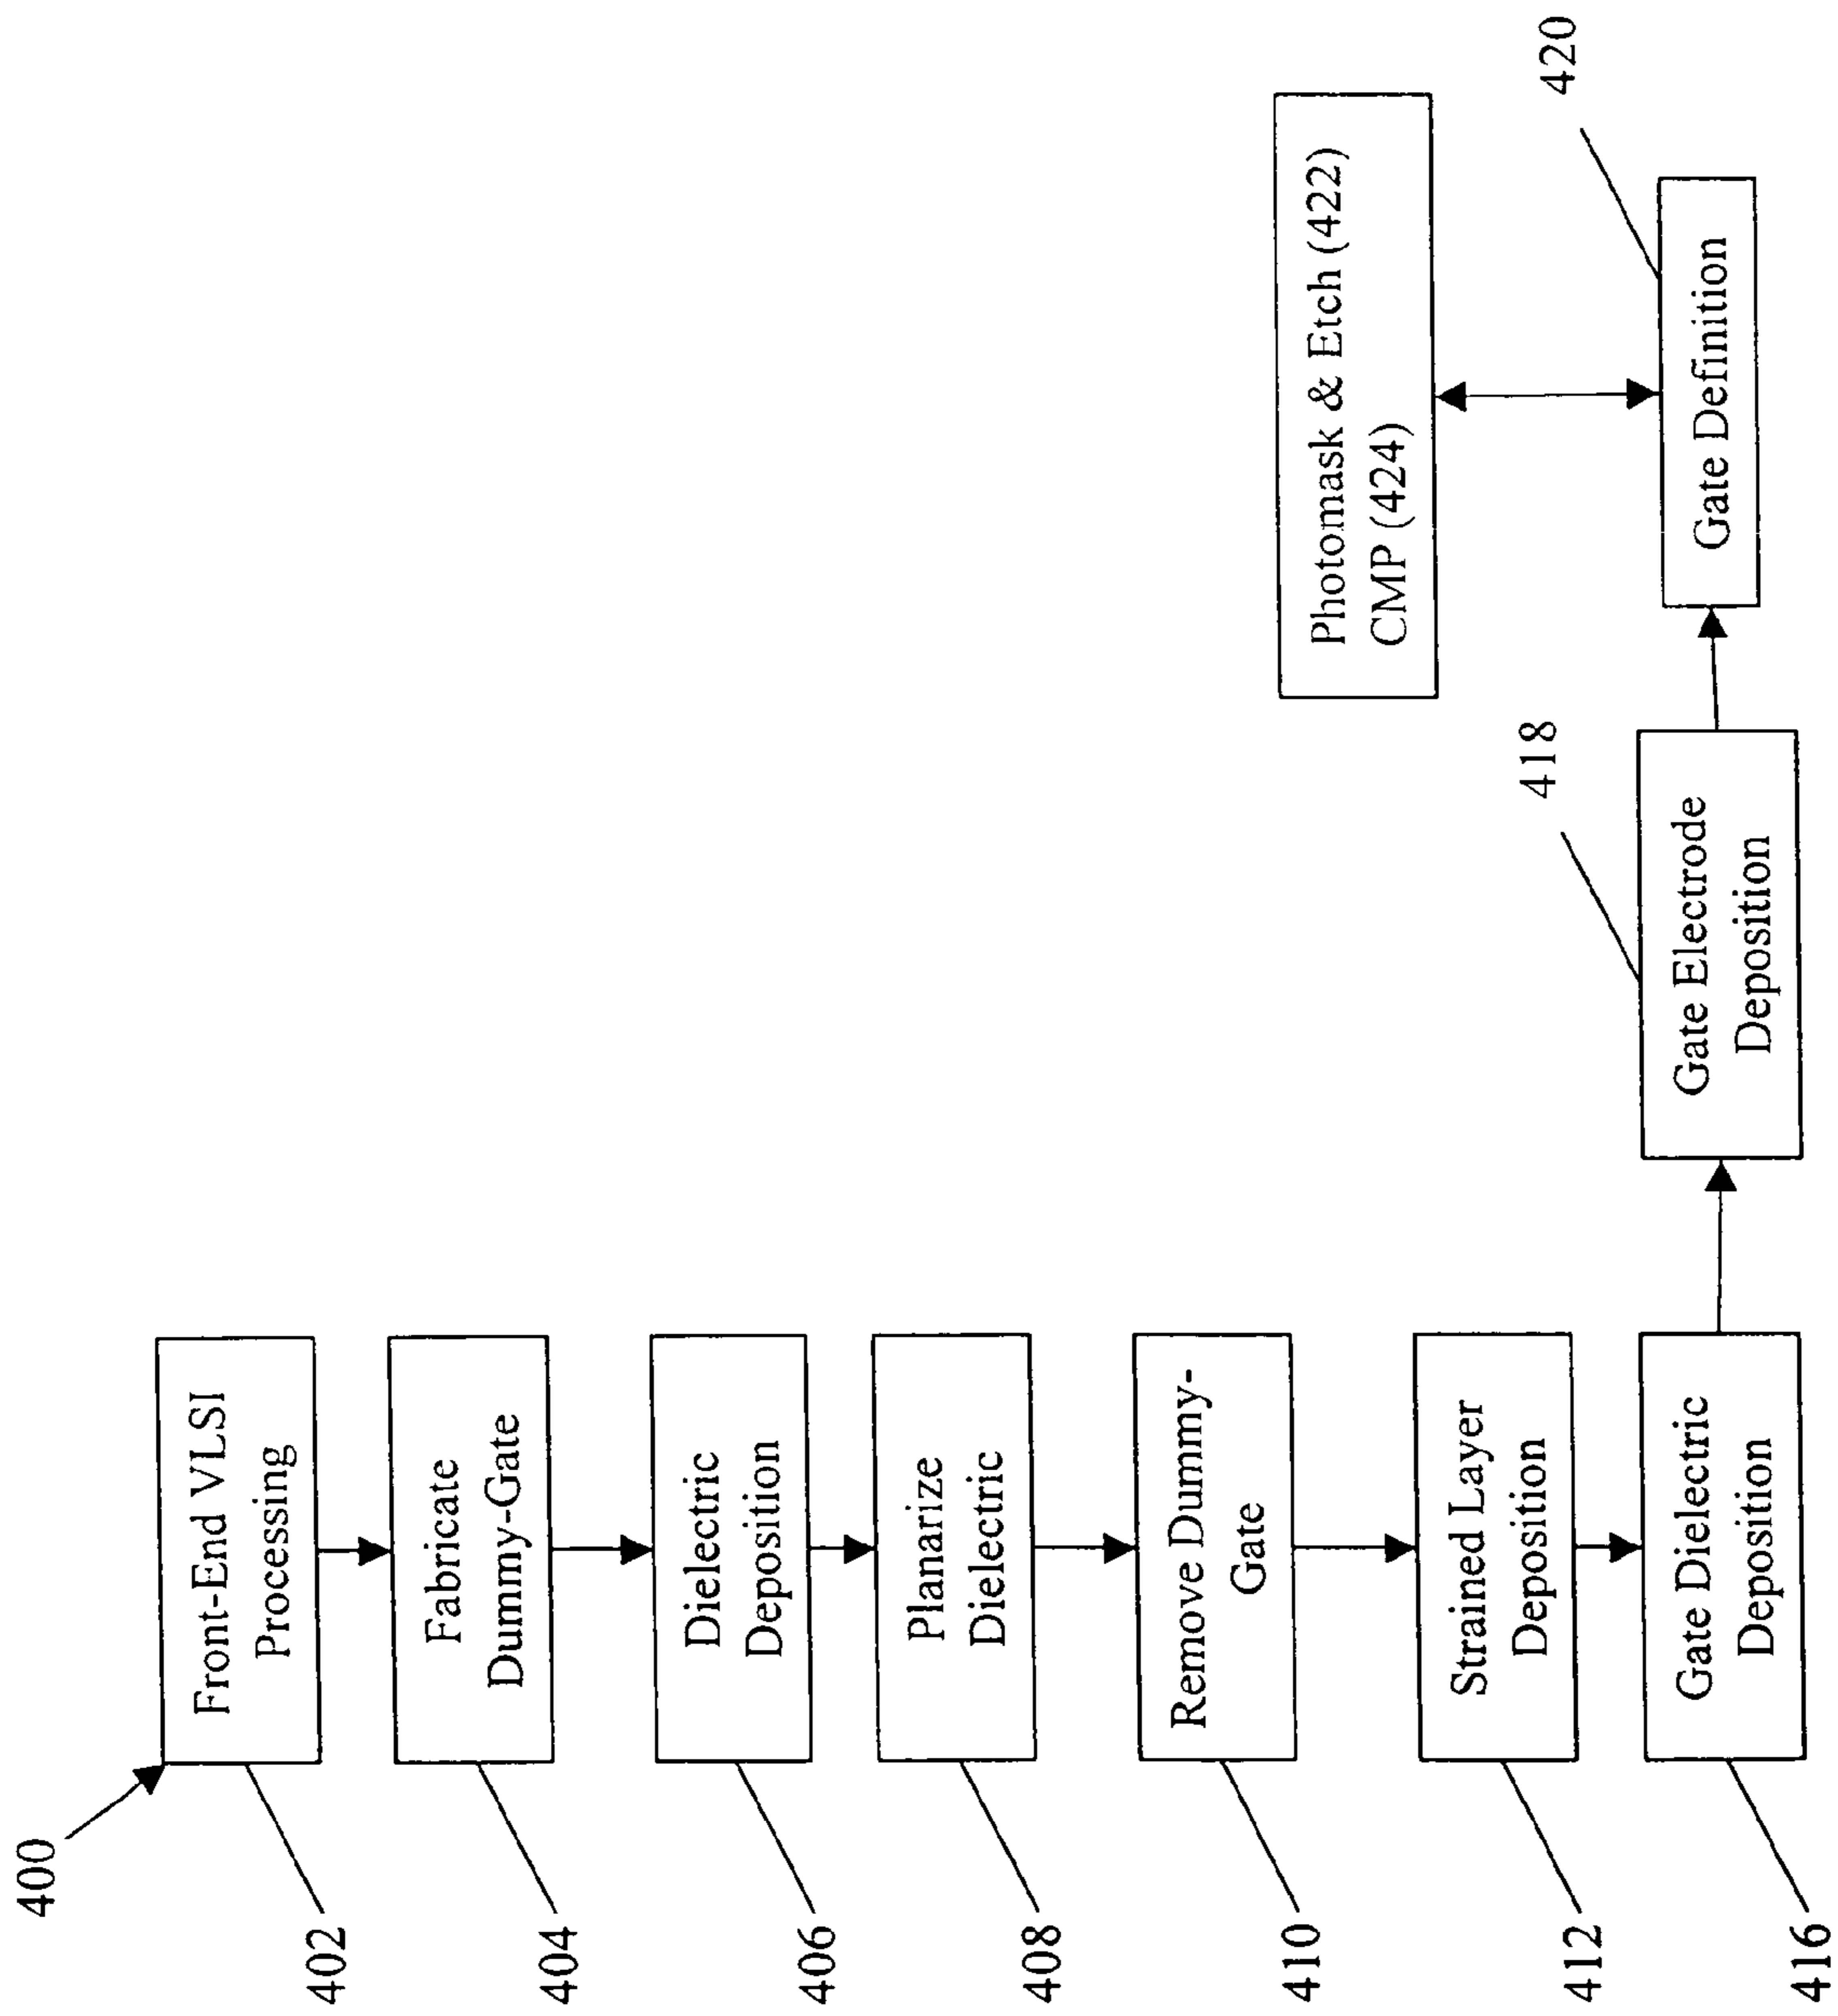 400
402
Front-End VLSI
Processing
404
Fabricate
Dummy-Gate
406
Dielectric
Deposition
408
Planarize
Dielectric
410
Remove Dummy-
Gate
412
Strained Layer
Deposition
416
Gate Dielectric
Deposition
418
Gate Electrode
Deposition
420
Gate Definition
Photomask & Etch (422)
CMP (424)